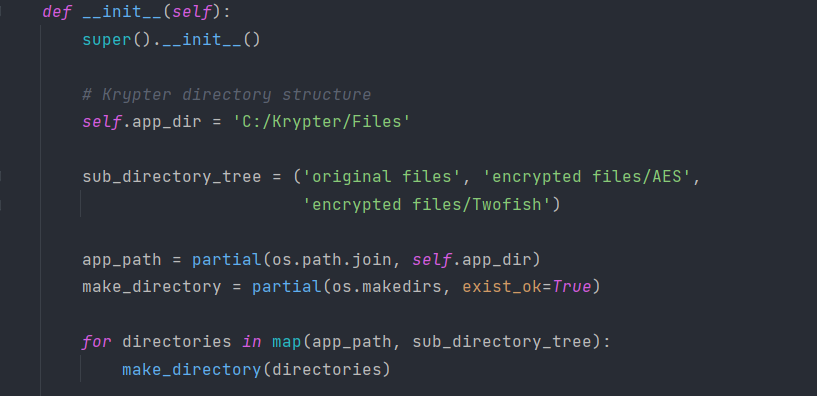 def __init__(self):
super().__init__()
# Krypter directory structure
self.app_dir = 'C:/Krypter/Files'
sub_directory_tree = ('original files', 'encrypted files/AES',
'encrypted files/Twofish')
app_path = partial(os.path.join, self.app_dir)
make_directory = partial(os.makedirs, exist_ok=True)
for directories in map(app_path, sub_directory_tree):
make_directory(directories)